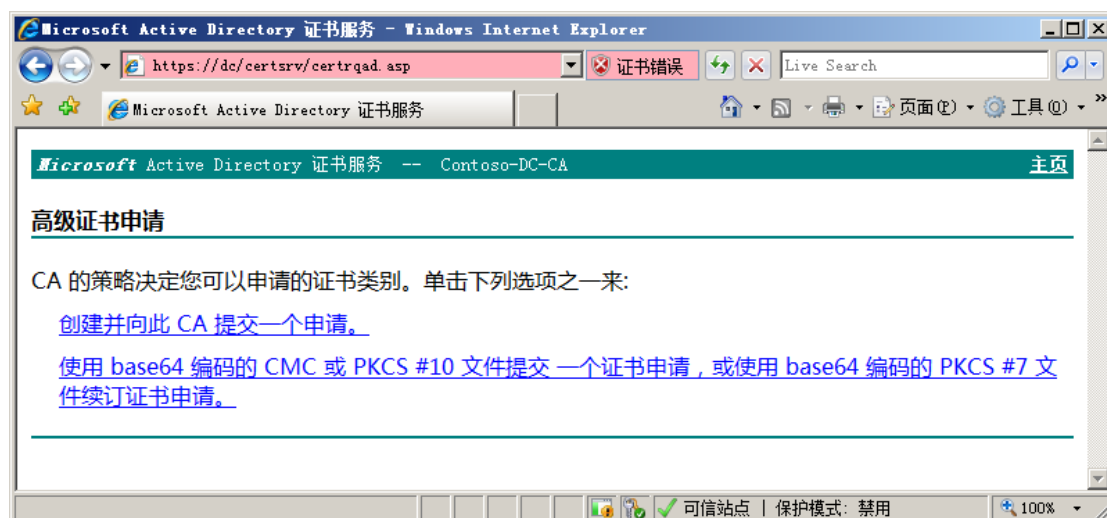 Microsoft Active Directory 证书服务 - Windows Internet Explorer
https://dc/certsrv/certrqad.asp 证书错误 Live Search
Microsoft Active Directory 证书服务 页面(P) 工具(O) »
Microsoft Active Directory 证书服务 -- Contoso-DC-CA 主页
高级证书申请
CA 的策略决定您可以申请的证书类别。单击下列选项之一来:
创建并向此 CA 提交一个申请。
使用 base64 编码的 CMC 或 PKCS #10 文件提交 一个证书申请，或使用 base64 编码的 PKCS #7 文
件续订证书申请。
可信站点 | 保护模式: 禁用 100%